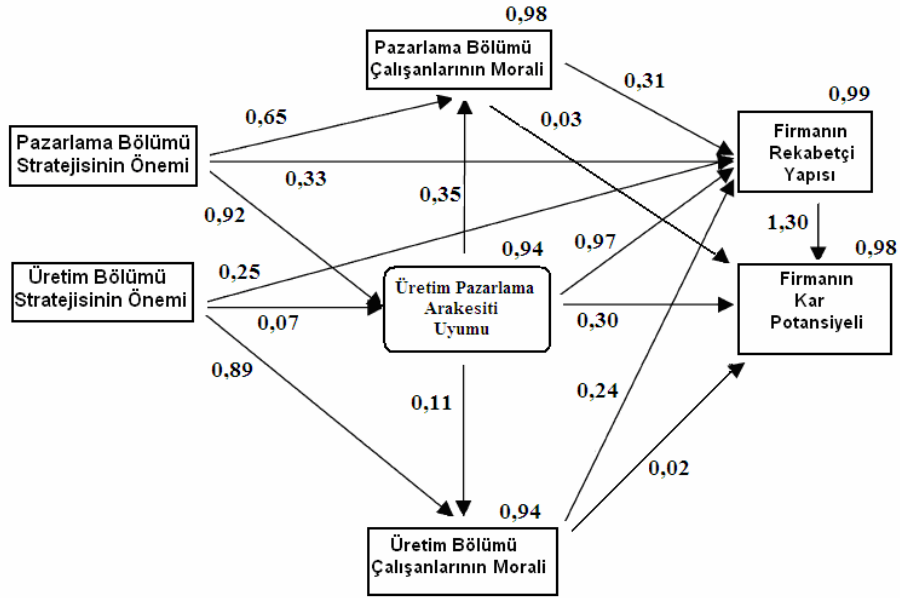 0,98
Pazarlama Bölümü
Çalışanlarının Morali
0,31
0,99
0,65
0,03
Pazarlama Bölümü
Stratejisinin Önemi
Firmanın
Rekabetçi
Yapısı
0,33
0,35
0,92
0,97
1,30
0,94
0,98
Üretim Bölümü
Stratejisinin Önemi
0,25
Üretim Pazarlama
Arakesiti
Uyumu
Firmanın
Kar
Potansiyeli
0,07
0,30
0,89
0,11
0,24
0,02
0,94
Üretim Bölümü
Çalışanlarının Morali